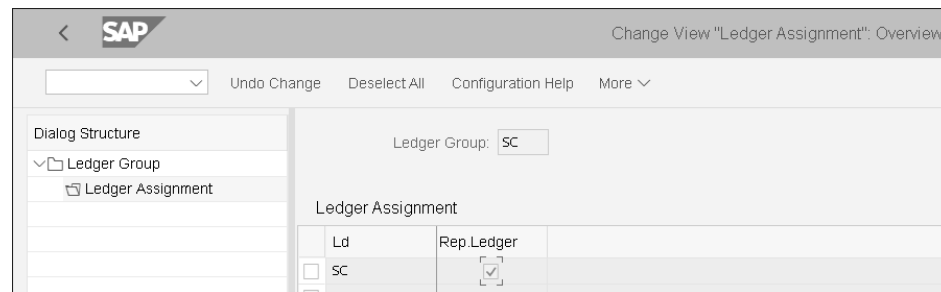 SAP
Change View "Ledger Assignment": Overview
Undo Change Deselect All Configuration Help More
Dialog Structure
Ledger Group
Ledger Assignment
Ledger Group: SC
Ledger Assignment
Ld Rep.Ledger
SC